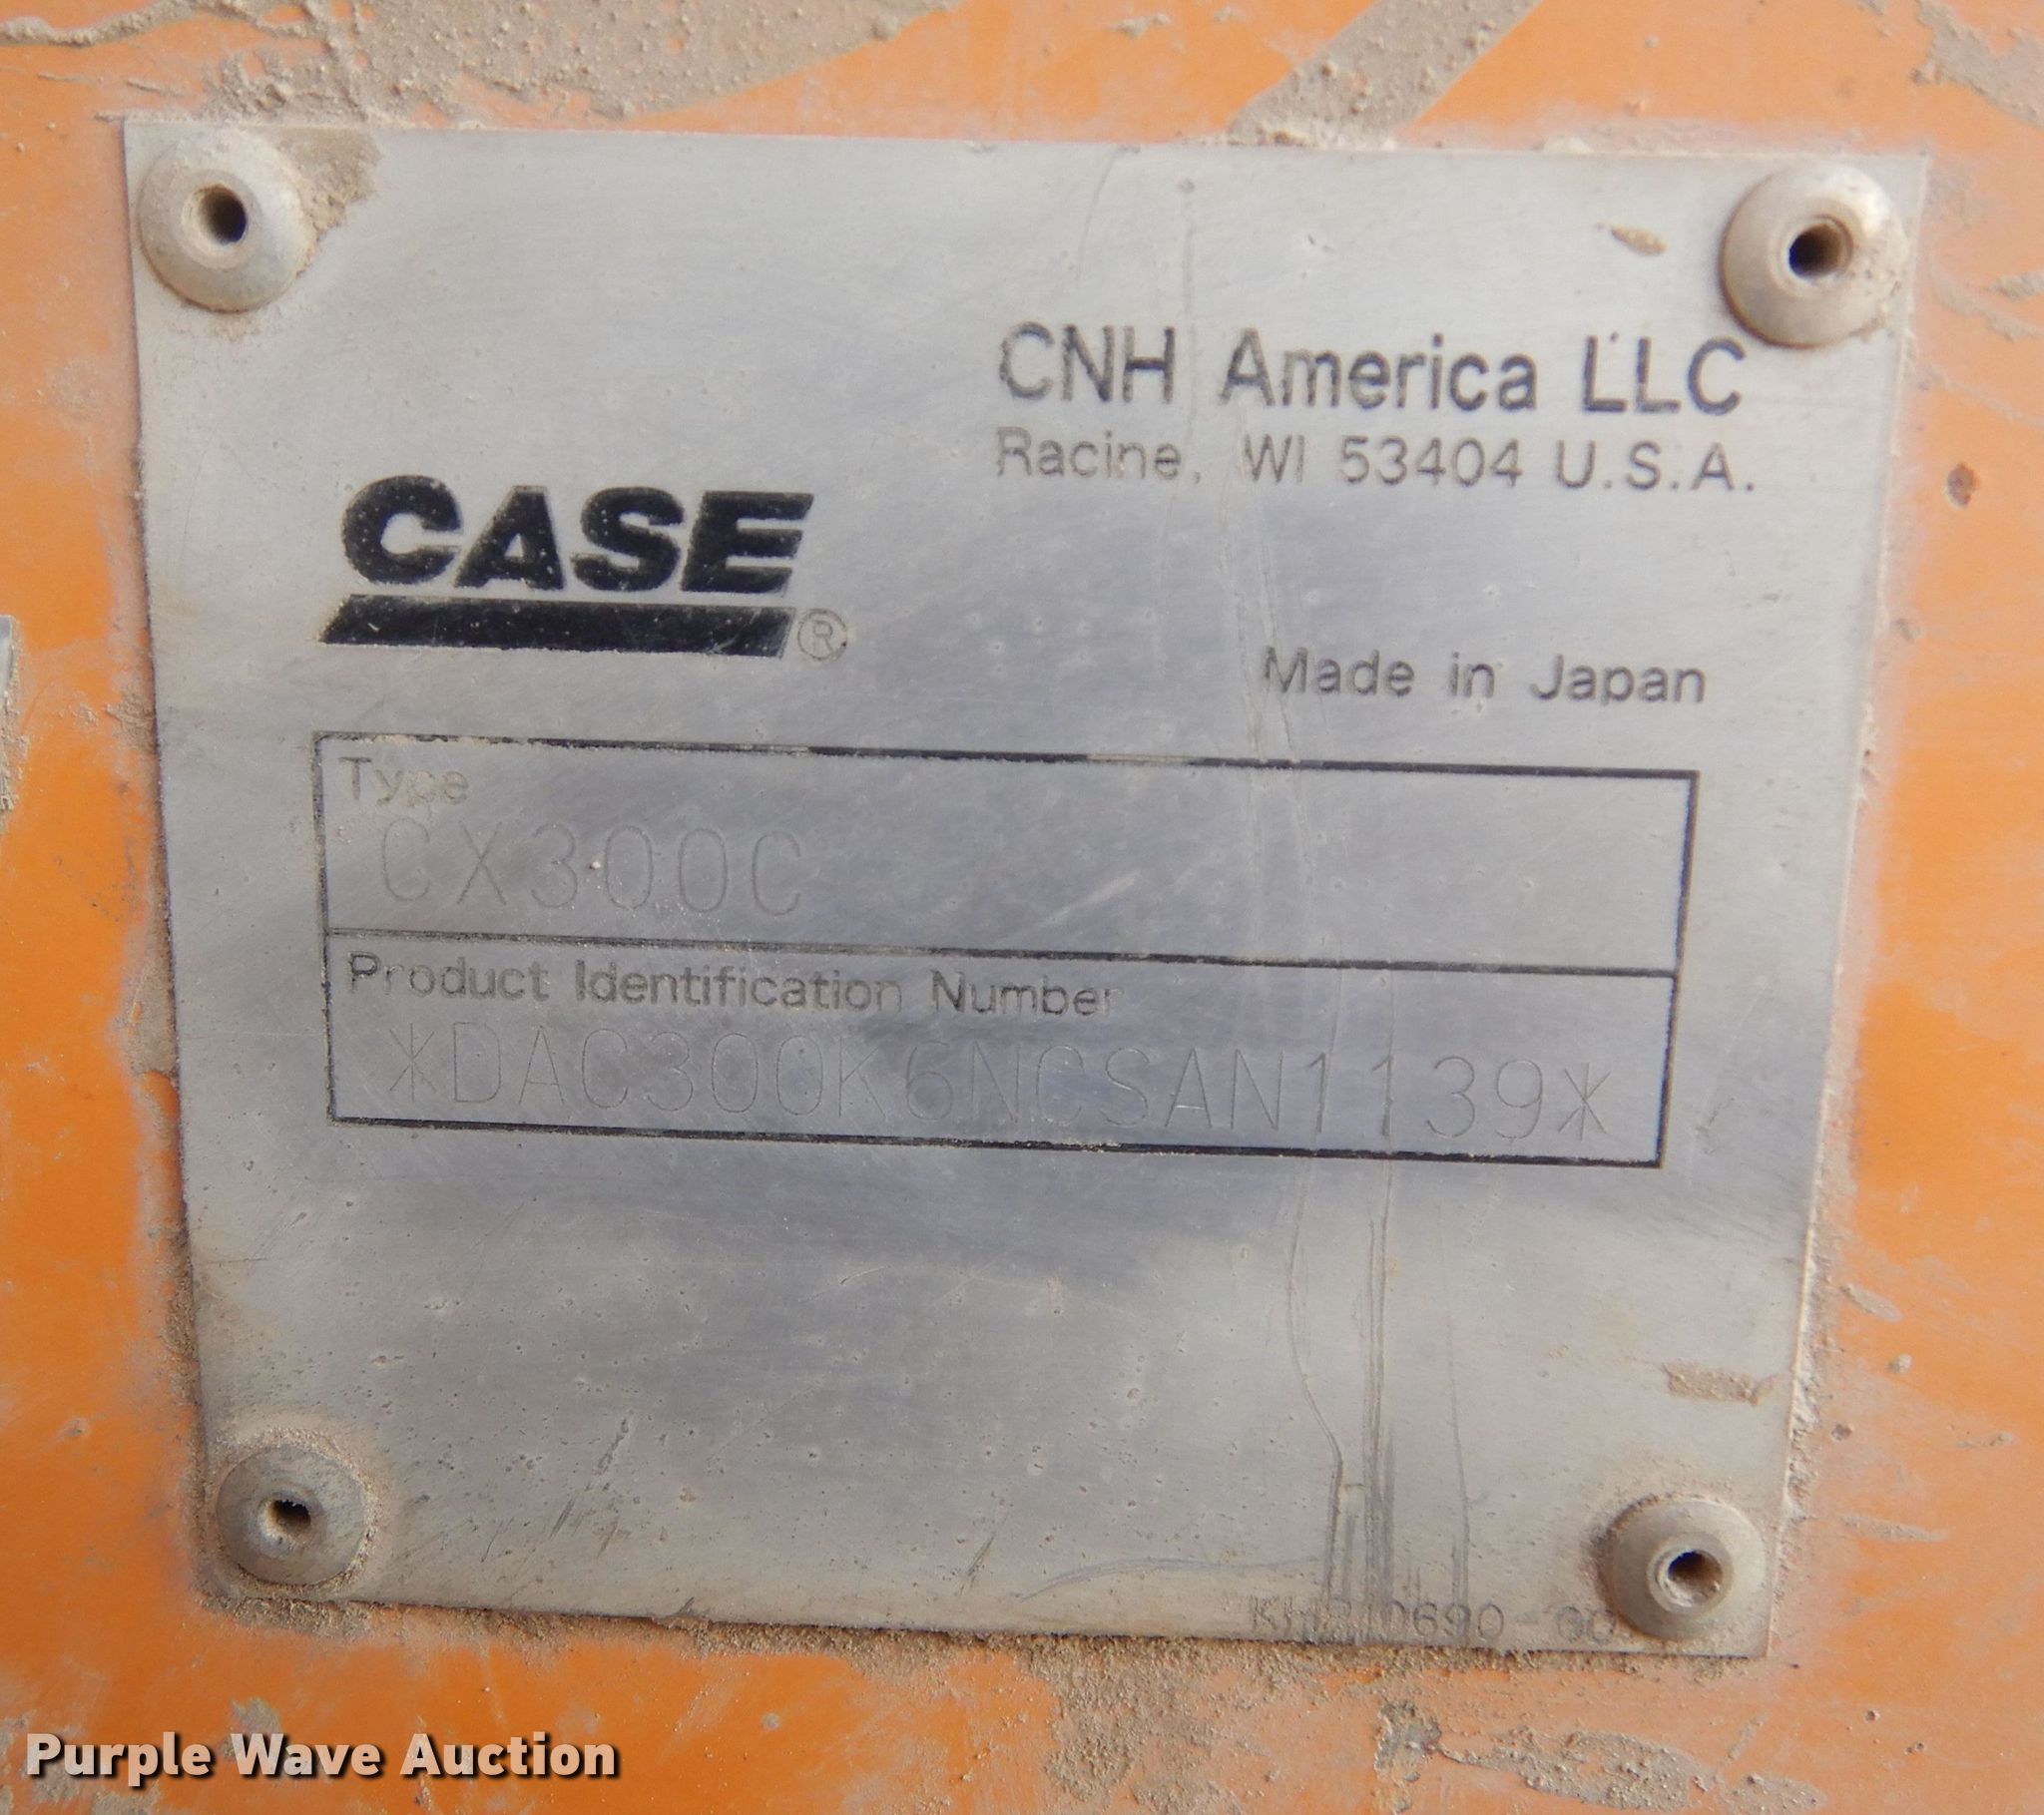 CNH America LLC
Racine, WI 53404 U.S.A.
CASE®
Made in Japan
Type
CX300C
Product Identification Number
*DAC300K6NCSAN1139*
Purple Wave Auction